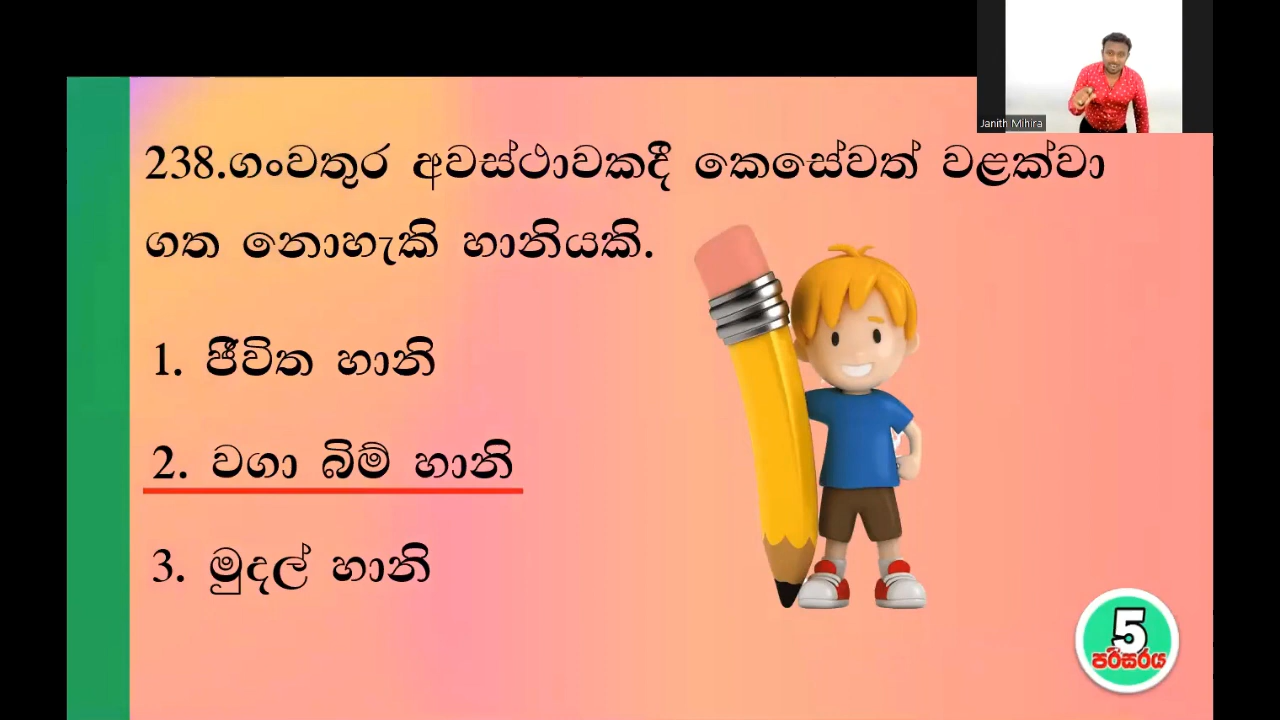 Janith Mihira
238.ගංවතුර අවස්ථාවකදී කෙසේවත් වළක්වා
ගත නොහැකි හානියකි.
1. ජීවිත හානි
2. වගා බිම් හානි
3. මුදල් හානි
5
පරිසරය